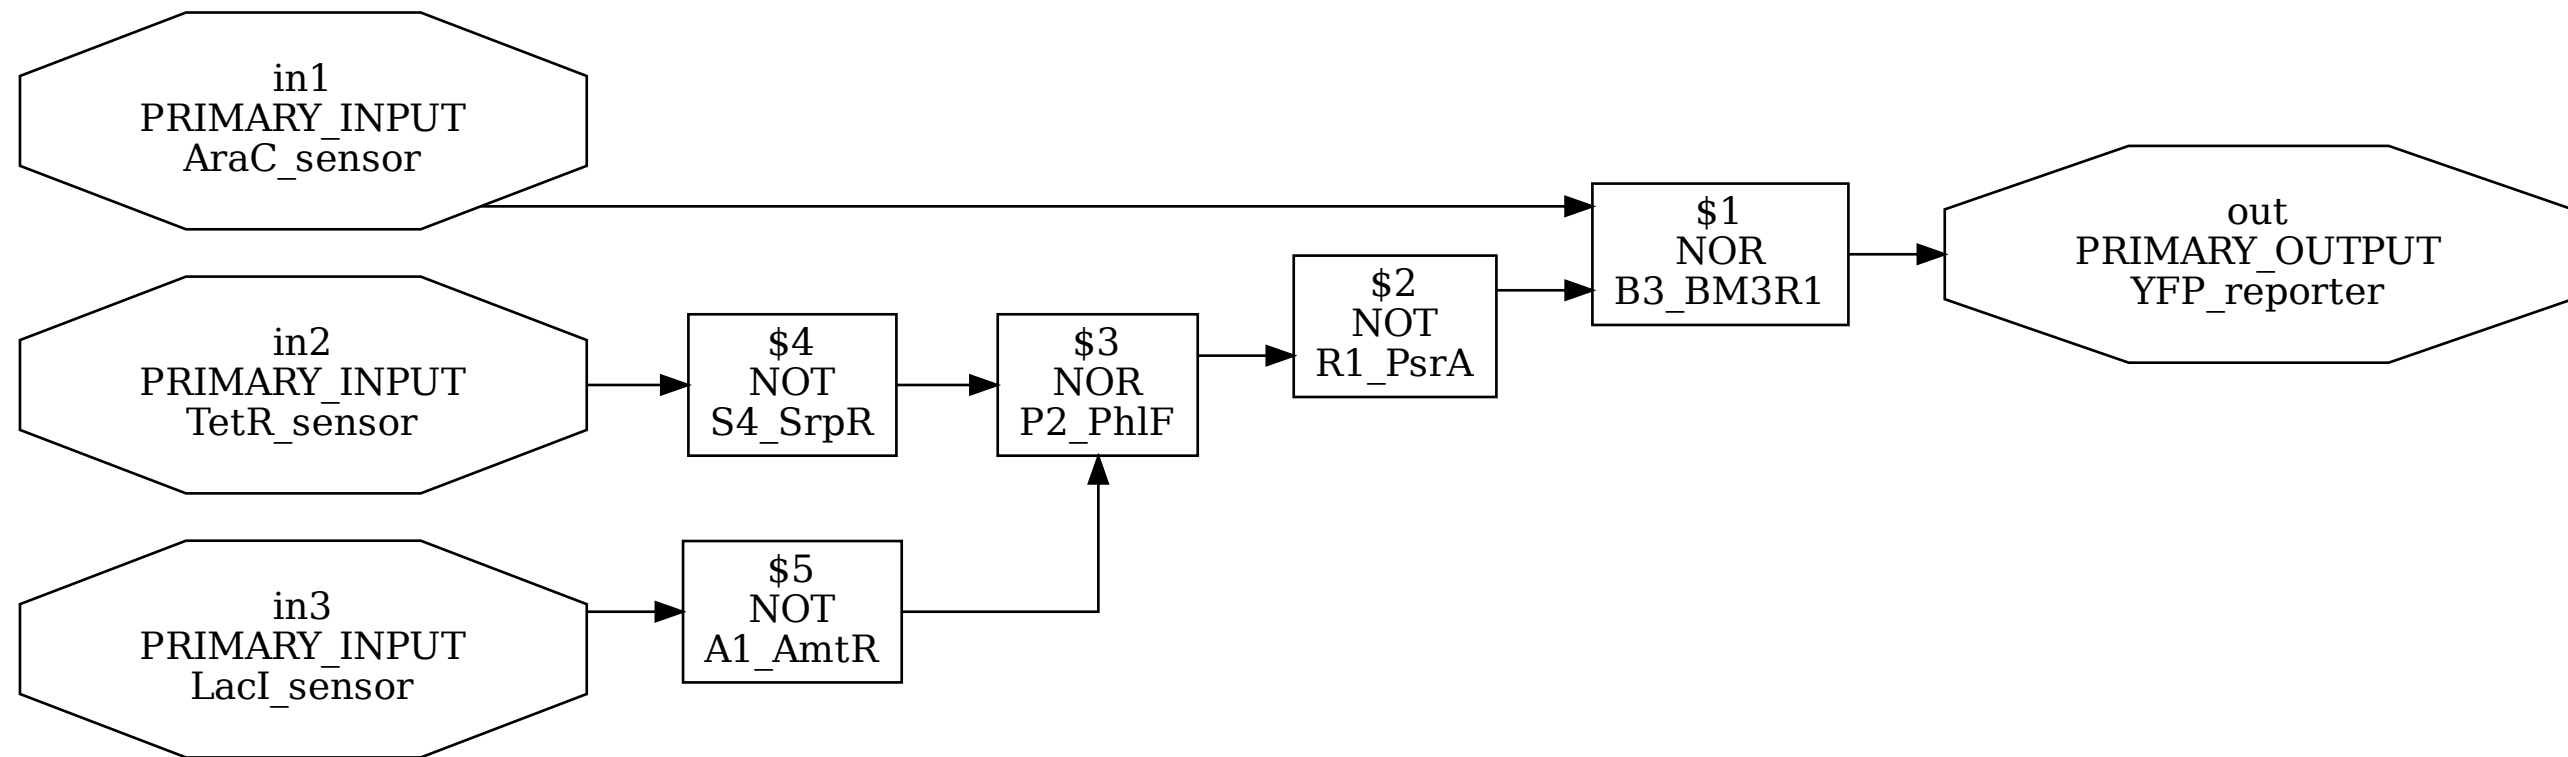 in1
PRIMARY_INPUT
AraC_sensor
in2
PRIMARY_INPUT
TetR_sensor
in3
PRIMARY_INPUT
LacI_sensor
$4
NOT
S4_SrpR
$5
NOT
A1_AmtR
$3
NOR
P2_PhlF
$2
NOT
R1_PsrA
$1
NOR
B3_BM3R1
out
PRIMARY_OUTPUT
YFP_reporter